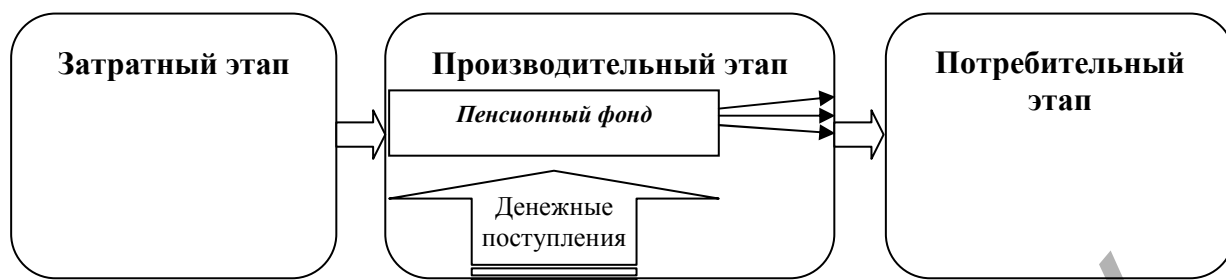 Затратный этап
Производительный этап
Потребительный
этап
Пенсионный фонд
Денежные
поступления